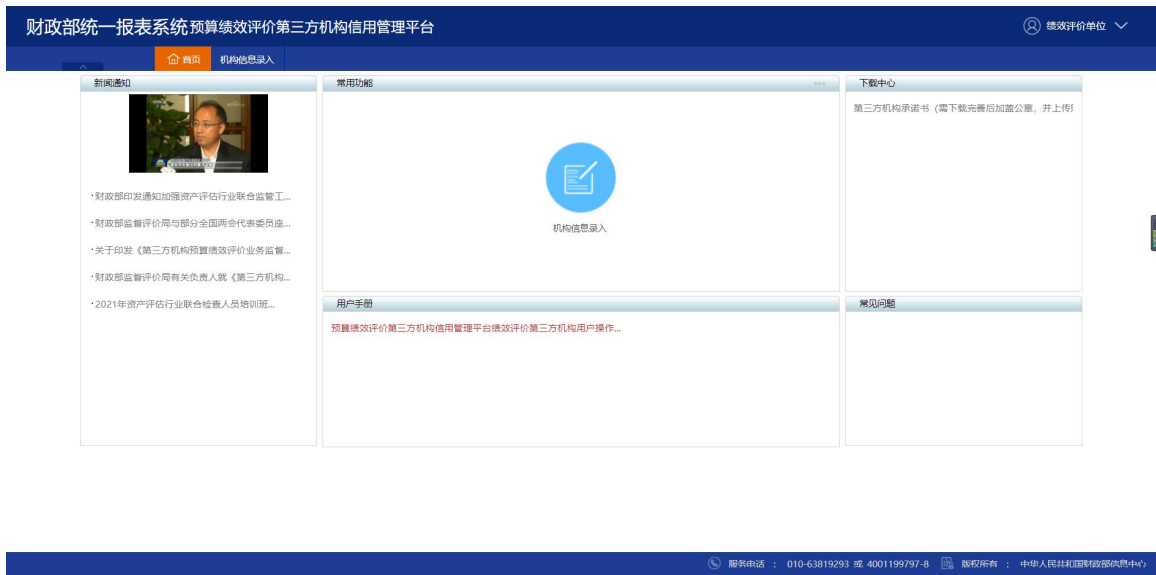 财政部统一报表系统预算绩效评价第三方机构信用管理平台
绩效评价单位
首页
机构信息录入
新闻通知
·财政部印发通知加强资产评估行业联合监管工...
·财政部监督评价局与部分全国两会代表委员座...
·关于印发《第三方机构预算绩效评价业务监督...
·财政部监督评价局有关负责人就《第三方机构...
·2021年资产评估行业联合检查人员培训班...
常用功能
机构信息录入
用户手册
预算绩效评价第三方机构信用管理平台绩效评价第三方机构用户操作...
下载中心
第三方机构承诺书（需下载完善后加盖公章，并上传
常见问题
服务电话 ： 010-63819293 或 4001199797-8 版权所有 ： 中华人民共和国财政部信息中心